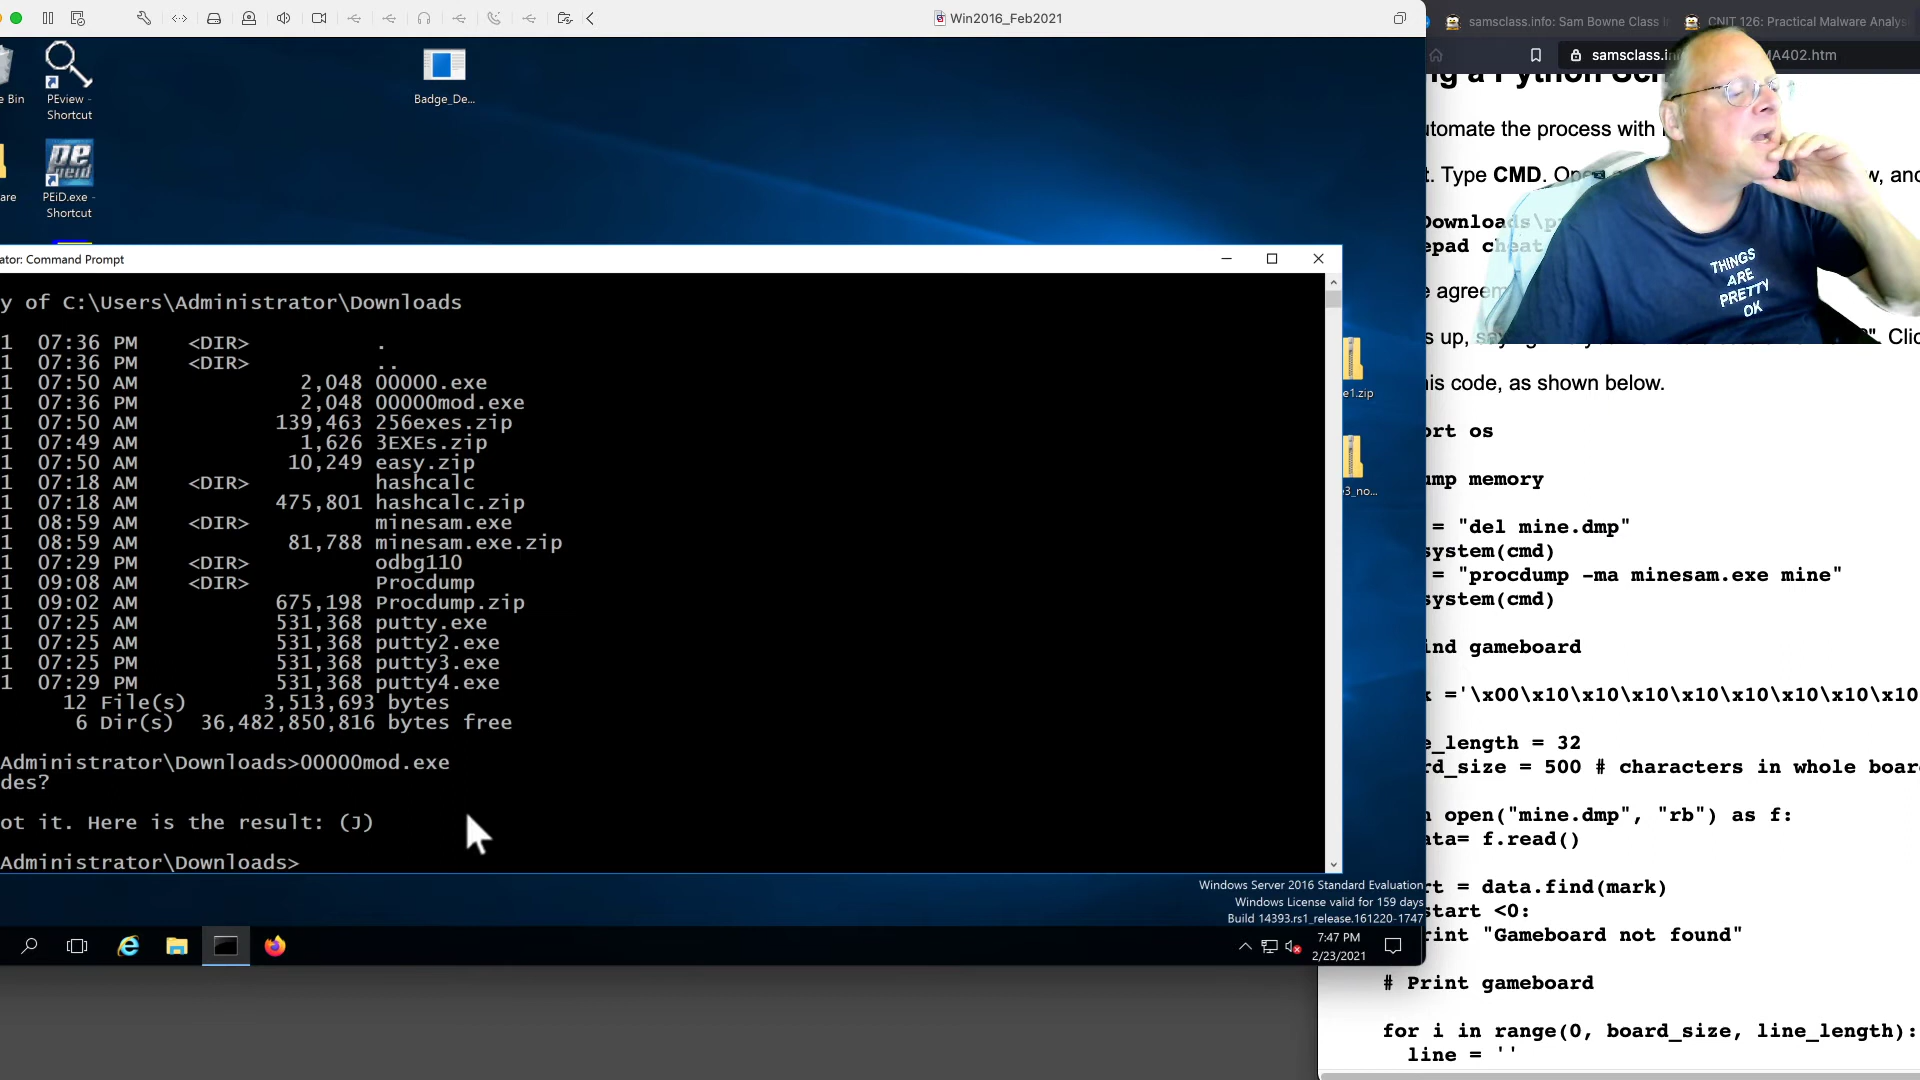 Win2016_Feb2021
samsclass.info: Sam Bowne Class I
CNIT 126: Practical Malware Analys
e Bin
PEview -
Shortcut
Badge_De...
are
PEiD.exe -
Shortcut
ator: Command Prompt
y of C:\Users\Administrator\Downloads
1 07:36 PM <DIR> .
1 07:36 PM <DIR> ..
1 07:50 AM 2,048 00000.exe
1 07:36 PM 2,048 00000mod.exe
1 07:50 AM 139,463 256exes.zip
1 07:49 AM 1,626 3EXEs.zip
1 07:50 AM 10,249 easy.zip
1 07:18 AM <DIR> hashcalc
1 07:18 AM 475,801 hashcalc.zip
1 08:59 AM <DIR> minesam.exe
1 08:59 AM 81,788 minesam.exe.zip
1 07:29 PM <DIR> odbg110
1 09:08 AM <DIR> Procdump
1 09:02 AM 675,198 Procdump.zip
1 07:25 AM 531,368 putty.exe
1 07:25 AM 531,368 putty2.exe
1 07:25 PM 531,368 putty3.exe
1 07:29 PM 531,368 putty4.exe
12 File(s) 3,513,693 bytes
6 Dir(s) 36,482,850,816 bytes free
Administrator\Downloads>00000mod.exe
des?
ot it. Here is the result: (J)
Administrator\Downloads>
e1.zip
e3_no...
Windows Server 2016 Standard Evaluation
Windows License valid for 159 days
Build 14393.rs1_release.161220-1747
7:47 PM
2/23/2021
samsclass.in
MA402.htm
g a Python Scr
utomate the process with
t. Type CMD. Ope
w, and
Downloads\p
epad cheat
THINGS
ARE
PRETTY
OK
e agreem
s up, say
". Clic
is code, as shown below.
ort os
ump memory
= "del mine.dmp"
system(cmd)
= "procdump -ma minesam.exe mine"
system(cmd)
ind gameboard
k ='\x00\x10\x10\x10\x10\x10\x10\x10\x10
e_length = 32
rd_size = 500 # characters in whole boar
h open("mine.dmp", "rb") as f:
ata= f.read()
rt = data.find(mark)
start <0:
rint "Gameboard not found"
# Print gameboard
for i in range(0, board_size, line_length):
line = ''